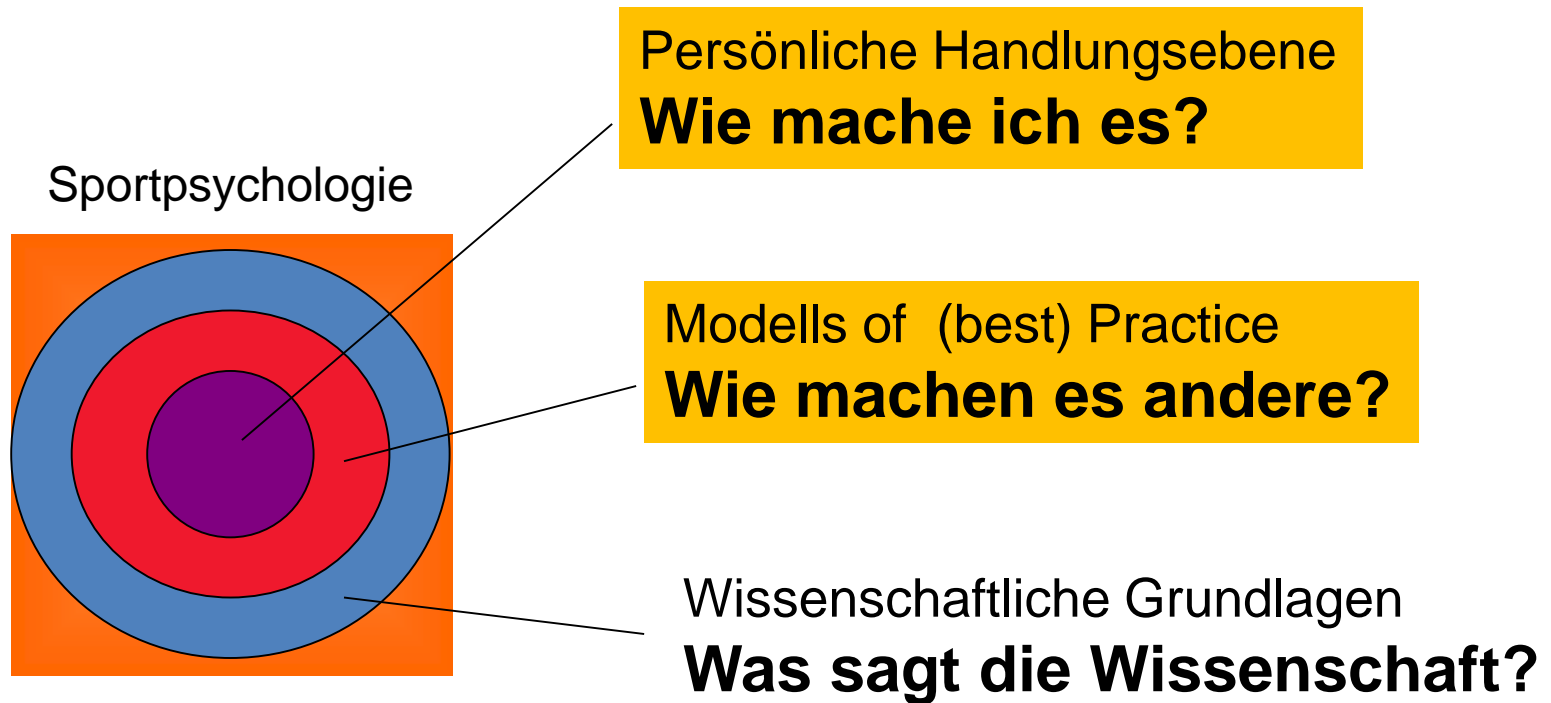 Persönliche Handlungsebene
Wie mache ich es?
Sportpsychologie
Modells of (best) Practice
Wie machen es andere?
Wissenschaftliche Grundlagen
Was sagt die Wissenschaft?